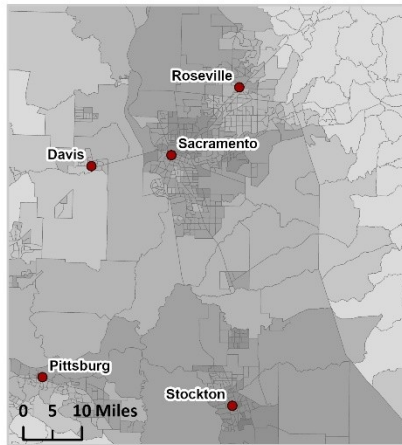 Roseville
Sacramento
Davis
Pittsburg
Stockton
0 5 10 Miles